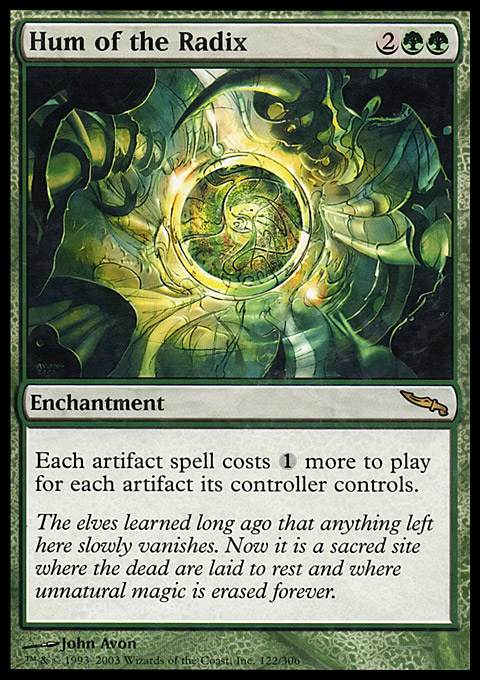 Hum of the Radix 2
AVON
Enchantment
Each artifact spell costs 1 more to play
for each artifact its controller controls.
The elves learned long ago that anything left
here slowly vanishes. Now it is a sacred site
where the dead are laid to rest and where
unnatural magic is erased forever.
John Avon
™ & © 1993–2003 Wizards of the Coast, Inc. 122/306